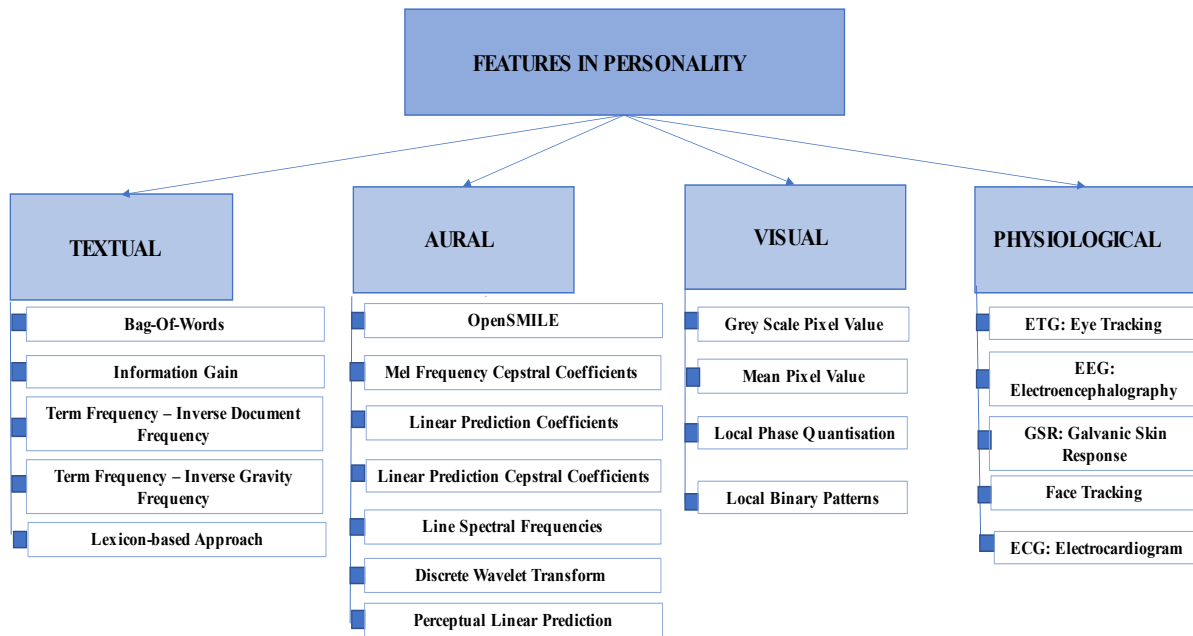 FEATURES IN PERSONALITY
TEXTUAL
Bag-Of-Words
Information Gain
Term Frequency – Inverse Document
Frequency
Term Frequency – Inverse Gravity
Frequency
Lexicon-based Approach
AURAL
OpenSMILE
Mel Frequency Cepstral Coefficients
Linear Prediction Coefficients
Linear Prediction Cepstral Coefficients
Line Spectral Frequencies
Discrete Wavelet Transform
Perceptual Linear Prediction
VISUAL
Grey Scale Pixel Value
Mean Pixel Value
Local Phase Quantisation
Local Binary Patterns
PHYSIOLOGICAL
ETG: Eye Tracking
EEG:
Electroencephalography
GSR: Galvanic Skin
Response
Face Tracking
ECG: Electrocardiogram